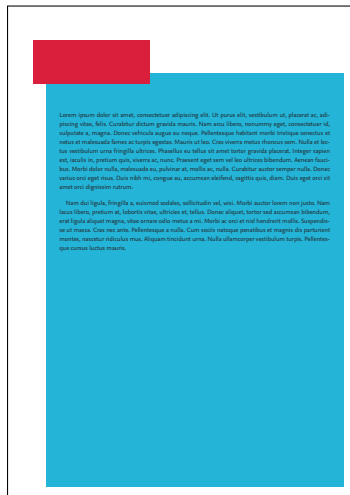 Lorem ipsum dolor sit amet, consectetuer adipiscing elit. Ut purus elit, vestibulum ut, placerat ac, adi-
piscing vitae, felis. Curabitur dictum gravida mauris. Nam arcu libero, nonummy eget, consectetuer id,
vulputate a, magna. Donec vehicula augue eu neque. Pellentesque habitant morbi tristique senectus et
netus et malesuada fames ac turpis egestas. Mauris ut leo. Cras viverra metus rhoncus sem. Nulla et lec-
tus vestibulum urna fringilla ultrices. Phasellus eu tellus sit amet tortor gravida placerat. Integer sapien
est, iaculis in, pretium quis, viverra ac, nunc. Praesent eget sem vel leo ultrices bibendum. Aenean fauci-
bus. Morbi dolor nulla, malesuada eu, pulvinar at, mollis ac, nulla. Curabitur auctor semper nulla. Donec
varius orci eget risus. Duis nibh mi, congue eu, accumsan eleifend, sagittis quis, diam. Duis eget orci sit
amet orci dignissim rutrum.
Nam dui ligula, fringilla a, euismod sodales, sollicitudin vel, wisi. Morbi auctor lorem non justo. Nam
lacus libero, pretium at, lobortis vitae, ultricies et, tellus. Donec aliquet, tortor sed accumsan bibendum,
erat ligula aliquet magna, vitae ornare odio metus a mi. Morbi ac orci et nisl hendrerit mollis. Suspendis-
se ut massa. Cras nec ante. Pellentesque a nulla. Cum sociis natoque penatibus et magnis dis parturient
montes, nascetur ridiculus mus. Aliquam tincidunt urna. Nulla ullamcorper vestibulum turpis. Pellentes-
que cursus luctus mauris.